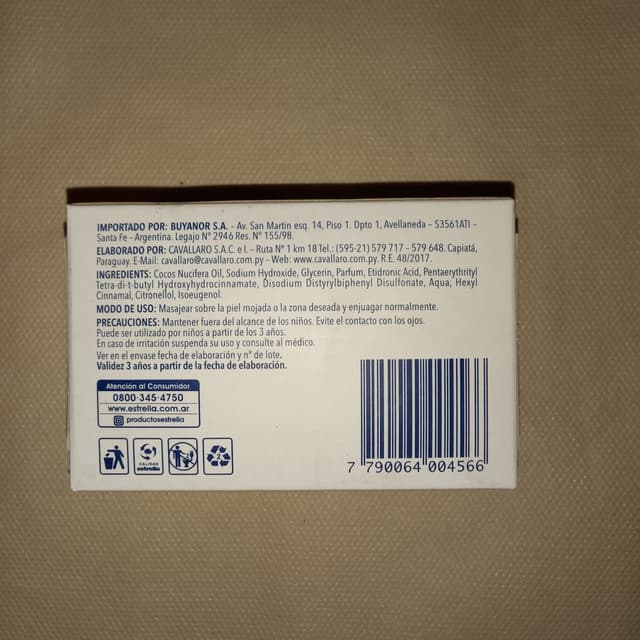 IMPORTADO POR: BUYANOR S.A. - Av. San Martin esq. 14, Piso 1. Dpto 1, Avellaneda - S3561ATI -
Santa Fe - Argentina. Legajo N° 2946 Res. N° 155/98.
ELABORADO POR: CAVALLARO S.A.C. e I. - Ruta N° 1 km 18 Tel.: (595-21) 579 717 - 579 648. Capiatá,
Paraguay. E-Mail: cavallaro@cavallaro.com.py - Web: www.cavallaro.com.py. R.E. 48/2017.
INGREDIENTS: Cocos Nucifera Oil, Sodium Hydroxide, Glycerin, Parfum, Etidronic Acid, Pentaerythrityl
Tetra-di-t-butyl Hydroxyhydrocinnamate, Disodium Distyrylbiphenyl Disulfonate, Aqua, Hexyl
Cinnamal, Citronellol, Isoeugenol.
MODO DE USO: Masajear sobre la piel mojada o la zona deseada y enjuagar normalmente.
PRECAUCIONES: Mantener fuera del alcance de los niños. Evite el contacto con los ojos.
Puede ser utilizado por niños a partir de los 3 años.
En caso de irritación suspenda su uso y consulte al médico.
Ver en el envase fecha de elaboración y n° de lote.
Validez 3 años a partir de la fecha de elaboración.
Atención al Consumidor
0800-345-4750
www.estrella.com.ar
productosestrella
CALIDAD
estrella
2
7 790064 004566